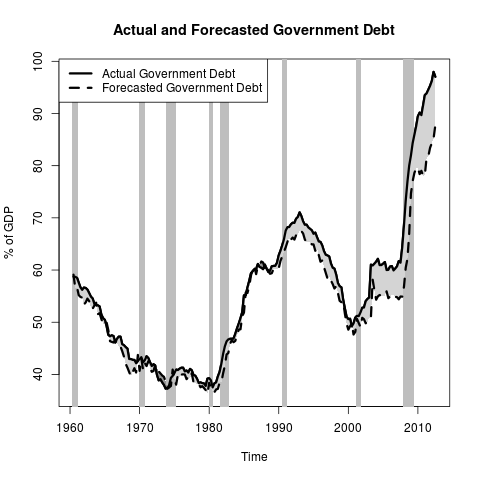 Actual and Forecasted Government Debt
Actual Government Debt
Forecasted Government Debt
% of GDP
100
90
80
70
60
50
40
1960 1970 1980 1990 2000 2010
Time